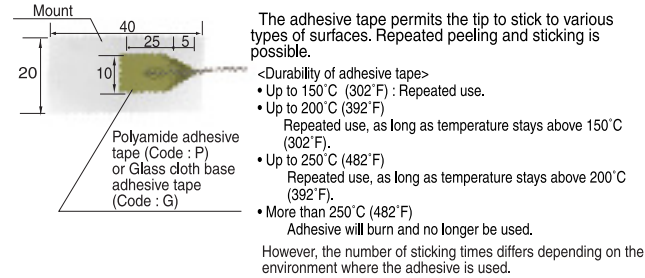 Mount
40
25
5
20
10
Polyamide adhesive
tape (Code : P)
or Glass cloth base
adhesive tape
(Code : G)
The adhesive tape permits the tip to stick to various
types of surfaces. Repeated peeling and sticking is
possible.
<Durability of adhesive tape>
• Up to 150˚C (302˚F) : Repeated use.
• Up to 200˚C (392˚F)
Repeated use, as long as temperature stays above 150˚C
(302˚F).
• Up to 250˚C (482˚F)
Repeated use, as long as temperature stays above 200˚C
(392˚F).
• More than 250˚C (482˚F)
Adhesive will burn and no longer be used.
However, the number of sticking times differs depending on the
environment where the adhesive is used.